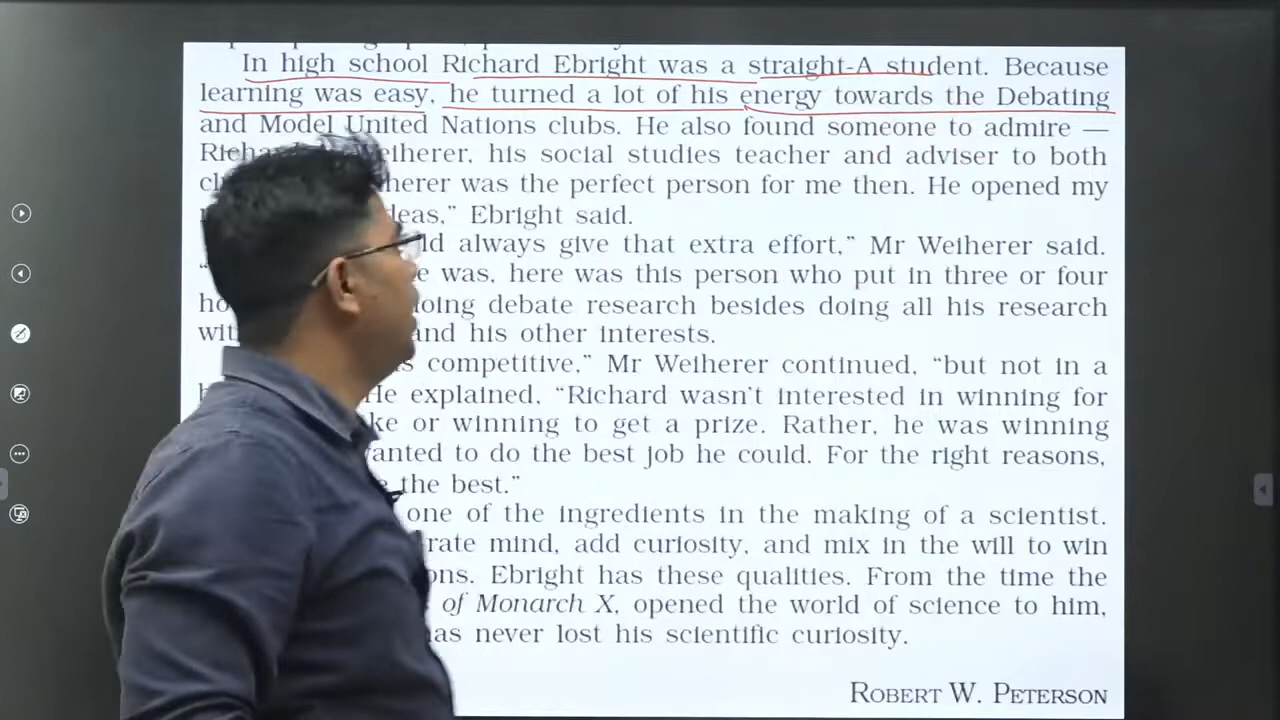 In high school Richard Ebright was a straight-A student. Because
learning was easy, he turned a lot of his energy towards the Debating
and Model United Nations clubs. He also found someone to admire —
Weiherer, his social studies teacher and adviser to both
was the perfect person for me then. He opened my
Ebright said.
always give that extra effort,” Mr Weiherer said.
was, here was this person who put in three or four
doing debate research besides doing all his research
and his other interests.
competitive,” Mr Weiherer continued, “but not in a
He explained, “Richard wasn't interested in winning for
or winning to get a prize. Rather, he was winning
to do the best job he could. For the right reasons,
the best.”
one of the ingredients in the making of a scientist.
mind, add curiosity, and mix in the will to win
Ebright has these qualities. From the time the
of Monarch X, opened the world of science to him,
never lost his scientific curiosity.
ROBERT W. PETERSON